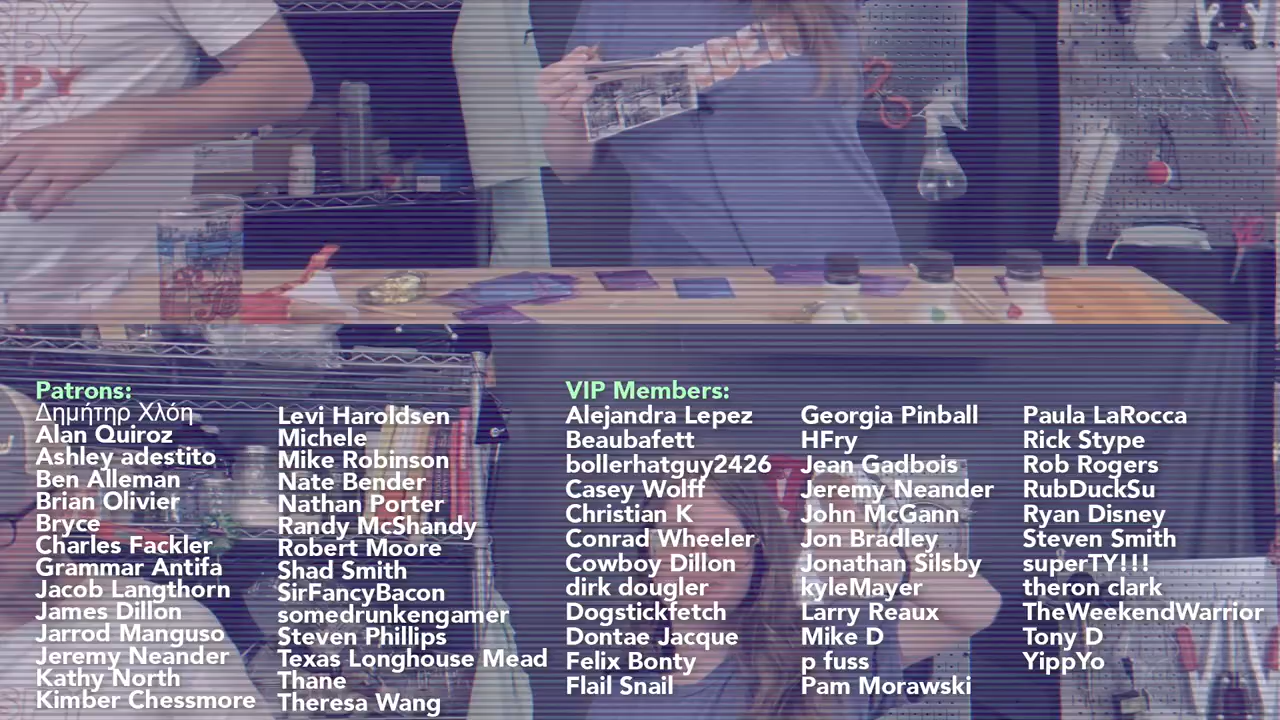 SPY
Patrons:
Δημήτηρ Χλόη
Alan Quiroz
Ashley adestito
Ben Alleman
Brian Olivier
Bryce
Charles Fackler
Grammar Antifa
Jacob Langthorn
James Dillon
Jarrod Manguso
Jeremy Neander
Kathy North
Kimber Chessmore
Levi Haroldsen
Michele
Mike Robinson
Nate Bender
Nathan Porter
Randy McShandy
Robert Moore
Shad Smith
SirFancyBacon
somedrunkengamer
Steven Phillips
Texas Longhouse Mead
Thane
Theresa Wang
VIP Members:
Alejandra Lepez
Beaubafett
bollerhatguy2426
Casey Wolff
Christian K
Conrad Wheeler
Cowboy Dillon
dirk dougler
Dogstickfetch
Dontae Jacque
Felix Bonty
Flail Snail
Georgia Pinball
HFry
Jean Gadbois
Jeremy Neander
John McGann
Jon Bradley
Jonathan Silsby
kyleMayer
Larry Reaux
Mike D
p fuss
Pam Morawski
Paula LaRocca
Rick Stype
Rob Rogers
RubDuckSu
Ryan Disney
Steven Smith
superTY!!!
theron clark
TheWeekendWarrior
Tony D
YippYo